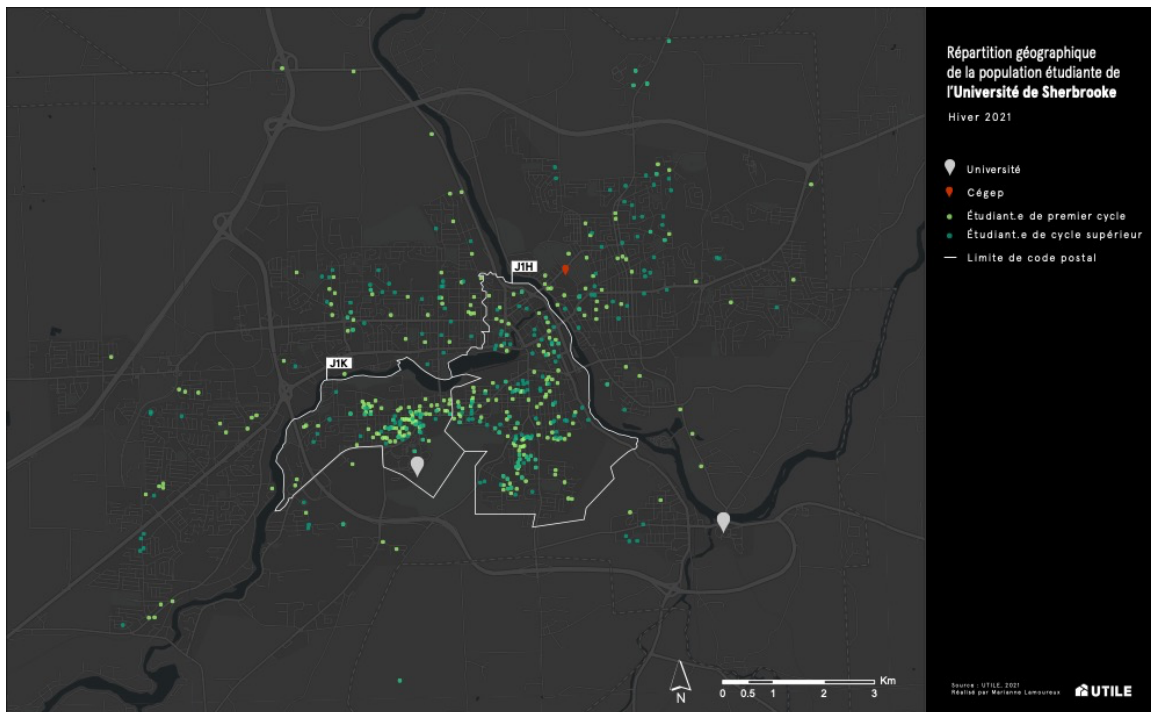 Répartition géographique
de la population étudiante de
l'Université de Sherbrooke
Hiver 2021
Université
Cégep
Étudiant.e de premier cycle
Étudiant.e de cycle supérieur
Limite de code postal
J1H
J1K
N
0 0.5 1 2 3 Km
Source : UTILE, 2021
Réalisé par Marianne Lamoureux
UTILE